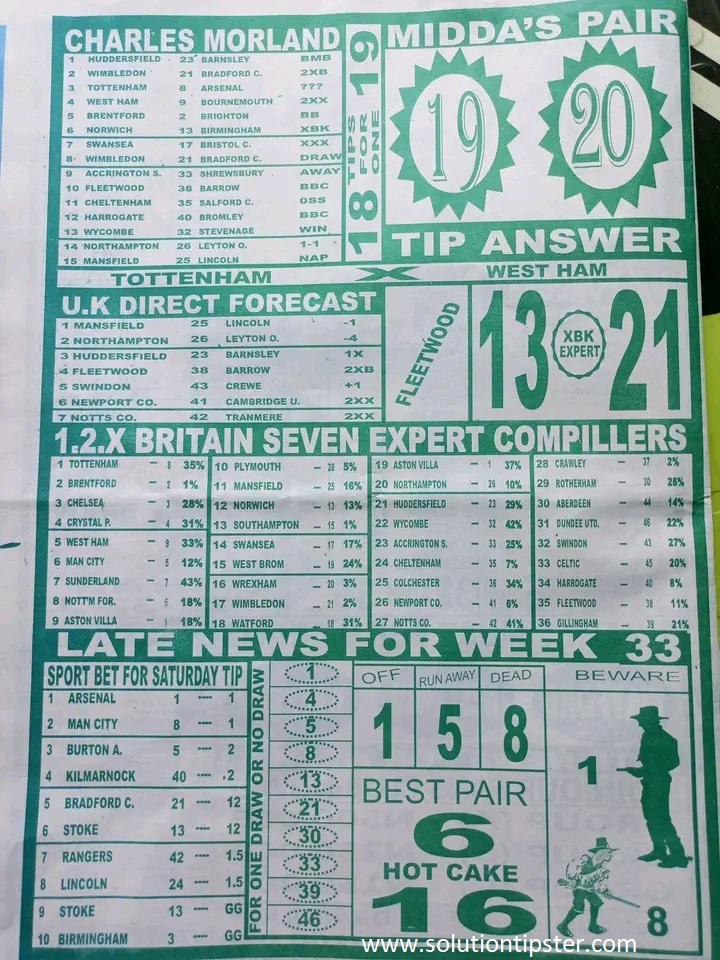 CHARLES MORLAND
1 HUDDERSFIELD 23 BARNSLEY BMB
2 WIMBLEDON 21 BRADFORD C. 2XB
3 TOTTENHAM 8 ARSENAL ???
4 WEST HAM 9 BOURNEMOUTH 2XX
5 BRENTFORD 2 BRIGHTON BB
6 NORWICH 13 BIRMINGHAM XBK
7 SWANSEA 17 BRISTOL C. XXX
8 WIMBLEDON 21 BRADFORD C. DRAW
9 ACCRINGTON S. 33 SHREWSBURY AWAY
10 FLEETWOOD 38 BARROW BBC
11 CHELTENHAM 35 SALFORD C. OSS
12 HARROGATE 40 BROMLEY BBC
13 WYCOMBE 32 STEVENAGE WIN
14 NORTHAMPTON 26 LEYTON O. 1-1
15 MANSFIELD 25 LINCOLN NAP
18 TIPS FOR ONE 19
MIDDA'S PAIR
19 20
TIP ANSWER
TOTTENHAM X WEST HAM
U.K DIRECT FORECAST
1 MANSFIELD 25 LINCOLN -1
2 NORTHAMPTON 26 LEYTON O. -4
3 HUDDERSFIELD 23 BARNSLEY 1X
4 FLEETWOOD 38 BARROW 2XB
5 SWINDON 43 CREWE +1
6 NEWPORT CO. 41 CAMBRIDGE U. 2XX
7 NOTTS CO. 42 TRANMERE 2XX
FLEETWOOD
13 XBK EXPERT 21
1.2.X BRITAIN SEVEN EXPERT COMPILLERS
1 TOTTENHAM – 8 35%
2 BRENTFORD – 2 1%
3 CHELSEA – 3 28%
4 CRYSTAL P. – 4 31%
5 WEST HAM – 9 33%
6 MAN CITY – 5 12%
7 SUNDERLAND – 7 43%
8 NOTT'M FOR. – 6 18%
9 ASTON VILLA – 1 18%
10 PLYMOUTH – 28 5%
11 MANSFIELD – 25 16%
12 NORWICH – 13 13%
13 SOUTHAMPTON – 15 1%
14 SWANSEA – 17 17%
15 WEST BROM – 19 24%
16 WREXHAM – 20 3%
17 WIMBLEDON – 21 2%
18 WATFORD – 18 31%
19 ASTON VILLA – 1 37%
20 NORTHAMPTON – 26 10%
21 HUDDERSFIELD – 23 29%
22 WYCOMBE – 32 42%
23 ACCRINGTON S. – 33 25%
24 CHELTENHAM – 35 7%
25 COLCHESTER – 36 34%
26 NEWPORT CO. – 41 6%
27 NOTTS CO. – 42 41%
28 CRAWLEY – 37 2%
29 ROTHERHAM – 30 26%
30 ABERDEEN – 44 14%
31 DUNDEE UTD. – 46 22%
32 SWINDON – 43 27%
33 CELTIC – 45 20%
34 HARROGATE – 40 8%
35 FLEETWOOD – 38 11%
36 GILLINGHAM – 39 21%
LATE NEWS FOR WEEK 33
SPORT BET FOR SATURDAY TIP
1 ARSENAL 1 ---- 1
2 MAN CITY 8 ---- 1
3 BURTON A. 5 ---- 2
4 KILMARNOCK 40 ---- .2
5 BRADFORD C. 21 ---- 12
6 STOKE 13 ---- 12
7 RANGERS 42 ---- 1.5
8 LINCOLN 24 ---- 1.5
9 STOKE 13 ---- GG
10 BIRMINGHAM 3 ---- GG
FOR ONE DRAW OR NO DRAW
1
4
5
8
13
21
30
33
39
46
OFF RUN AWAY DEAD
1 5 8
BEST PAIR
6
HOT CAKE
16
BEWARE
1
8
www.solutiontipster.com